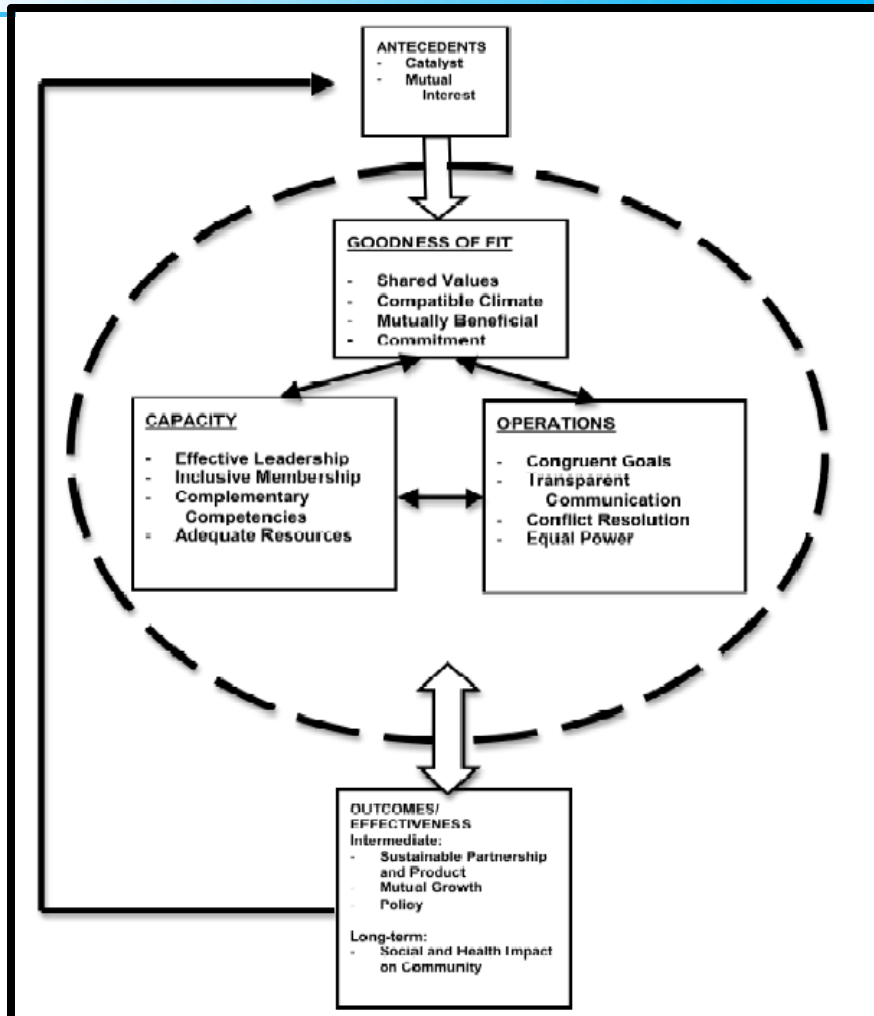 ANTECEDENTS
- Catalyst
- Mutual
Interest
GOODNESS OF FIT
- Shared Values
- Compatible Climate
- Mutually Beneficial
- Commitment
CAPACITY
- Effective Leadership
- Inclusive Membership
- Complementary
Competencies
- Adequate Resources
OPERATIONS
- Congruent Goals
- Transparent
Communication
- Conflict Resolution
- Equal Power
OUTCOMES/
EFFECTIVENESS
Intermediate:
- Sustainable Partnership
and Product
- Mutual Growth
- Policy
Long-term:
- Social and Health Impact
on Community